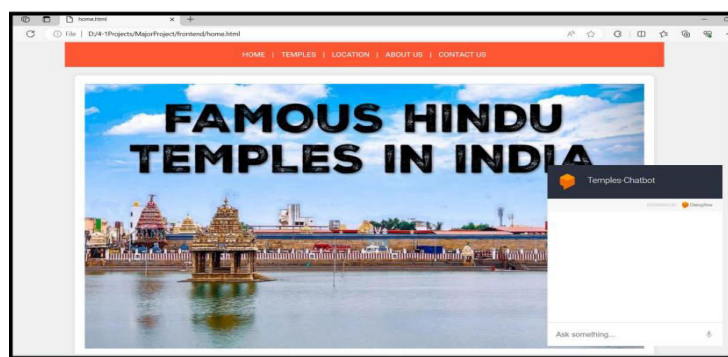 home.html
File | D:/4-1Projects/MajorProject/frontend/home.html
HOME | TEMPLES | LOCATION | ABOUT US | CONTACT US
FAMOUS HINDU
TEMPLES IN INDIA
Temples-Chatbot
Dialogflow
Ask something...